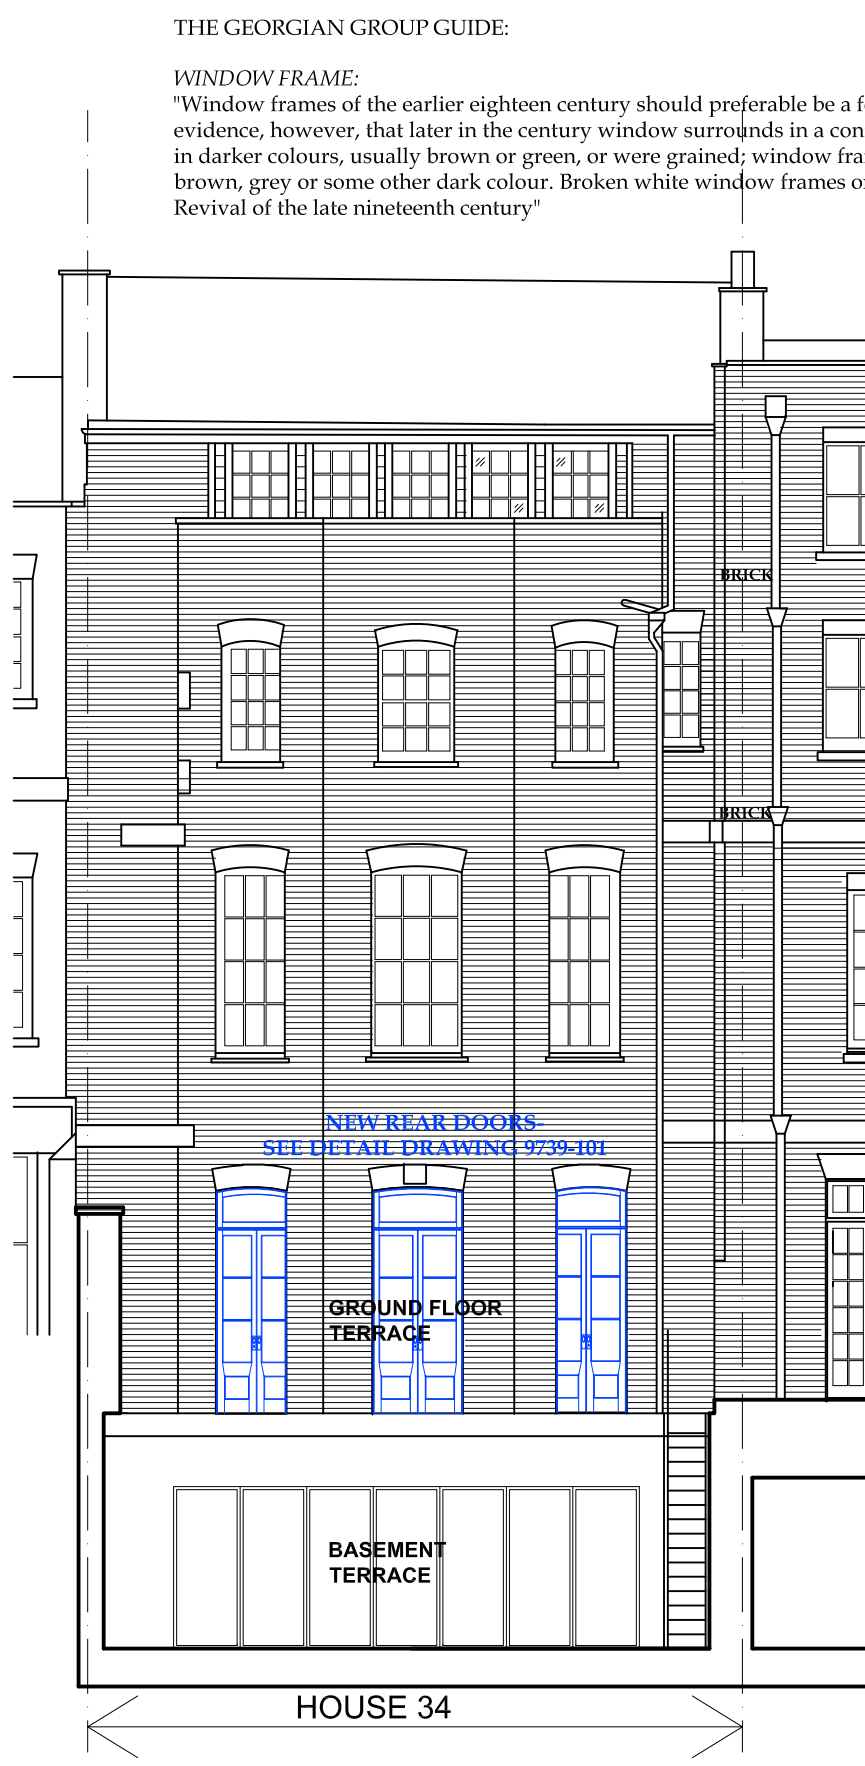 THE GEORGIAN GROUP GUIDE:
WINDOW FRAME:
"Window frames of the earlier eighteen century should preferable be a
evidence, however, that later in the century window surrounds in a
in darker colours, usually brown or green, or were grained; window
brown, grey or some other dark colour. Broken white window frames
Revival of the late nineteenth century"
BRICK
BRICK
NEW REAR DOORS-
SEE DETAIL DRAWING 9739-101
GROUND FLOOR
TERRACE
BASEMENT
TERRACE
HOUSE 34